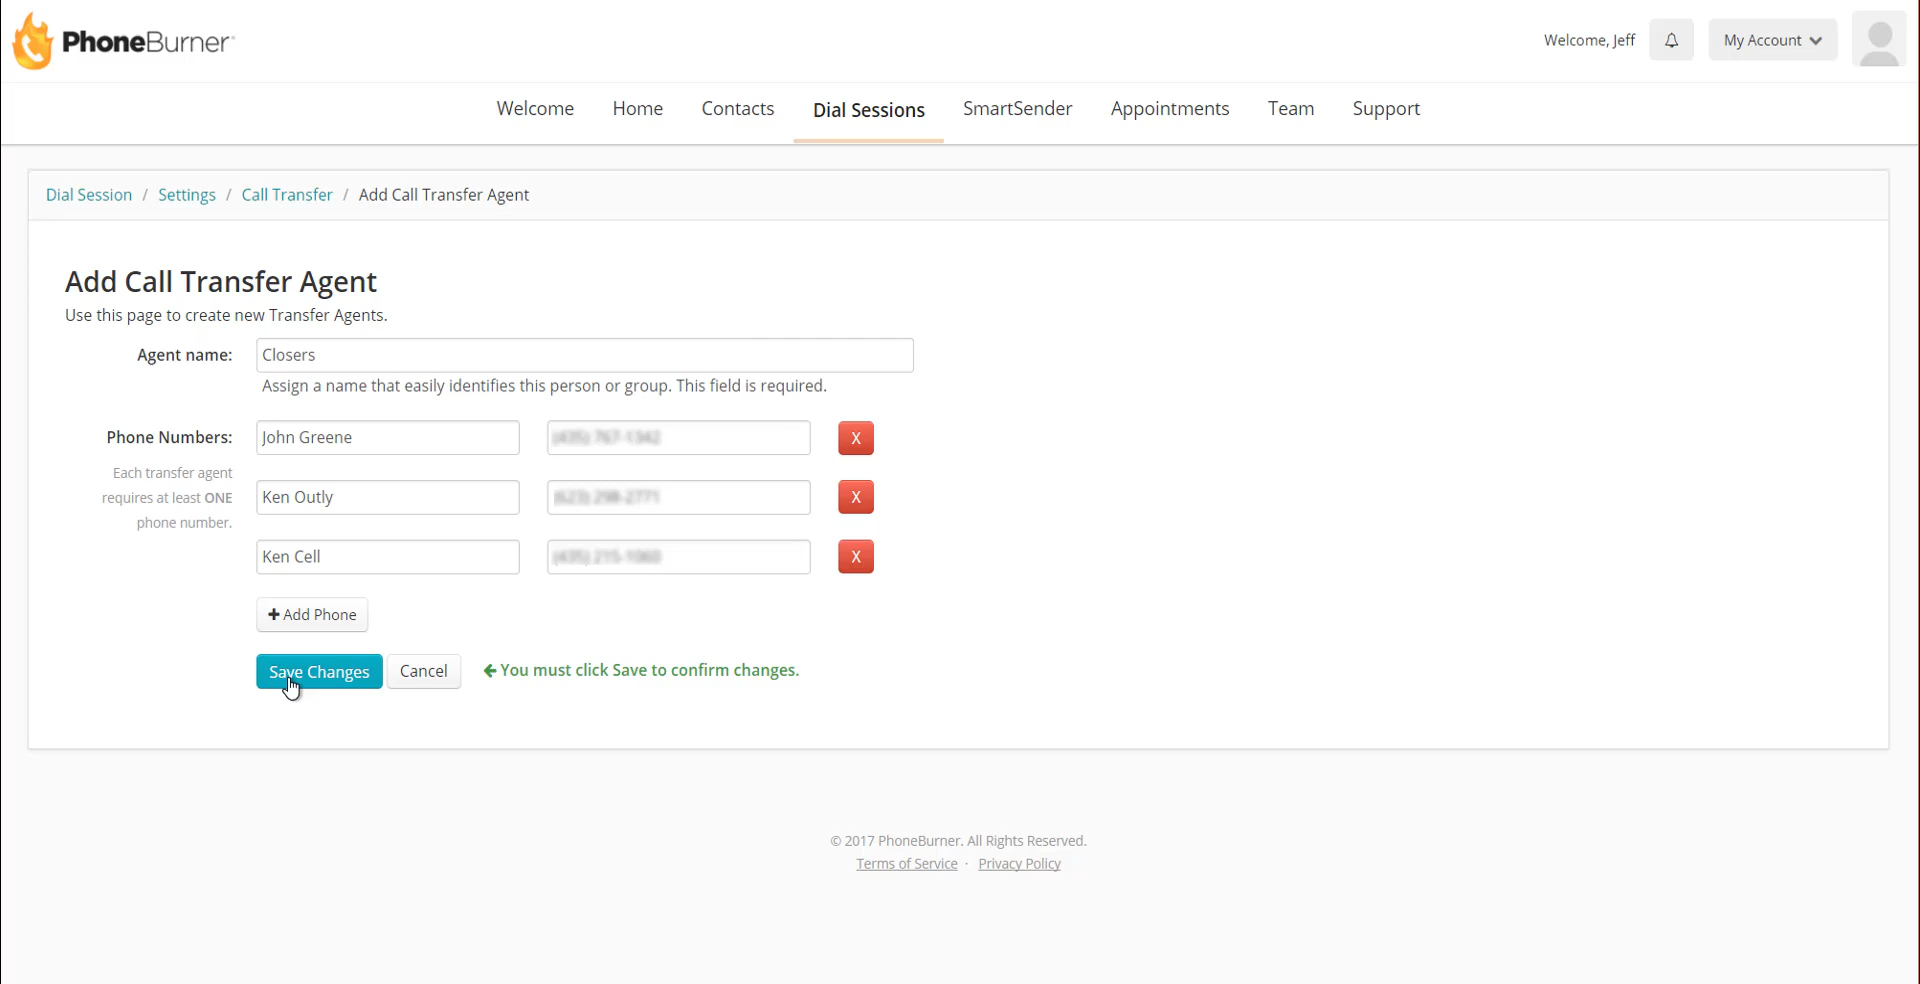 PhoneBurner
Welcome, Jeff
My Account
Welcome Home Contacts Dial Sessions SmartSender Appointments Team Support
Dial Session / Settings / Call Transfer / Add Call Transfer Agent
Add Call Transfer Agent
Use this page to create new Transfer Agents.
Agent name: Closers
Assign a name that easily identifies this person or group. This field is required.
Phone Numbers: John Greene X
Each transfer agent
requires at least ONE
phone number.
Ken Outly X
Ken Cell X
+ Add Phone
Save Changes Cancel ← You must click Save to confirm changes.
© 2017 PhoneBurner. All Rights Reserved.
Terms of Service · Privacy Policy